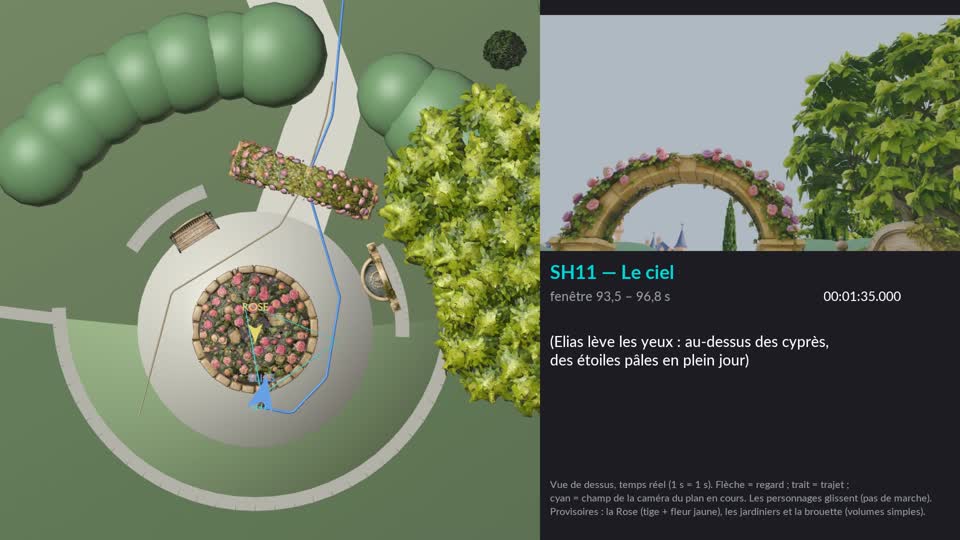 ROSE
SH11 — Le ciel
fenêtre 93,5 – 96,8 s
00:01:35.000
(Elias lève les yeux : au-dessus des cyprès,
des étoiles pâles en plein jour)
Vue de dessus, temps réel (1 s = 1 s). Flèche = regard ; trait = trajet ;
cyan = champ de la caméra du plan en cours. Les personnages glissent (pas de marche).
Provisoires : la Rose (tige + fleur jaune), les jardiniers et la brouette (volumes simples).